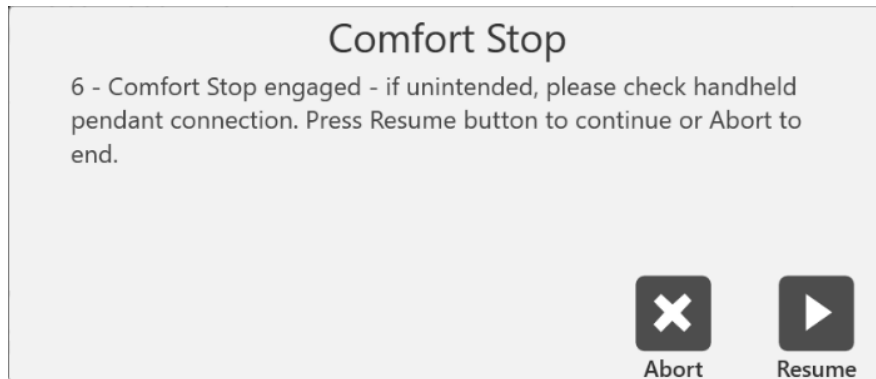 Comfort Stop
6 - Comfort Stop engaged - if unintended, please check handheld
pendant connection. Press Resume button to continue or Abort to
end.
Abort
Resume